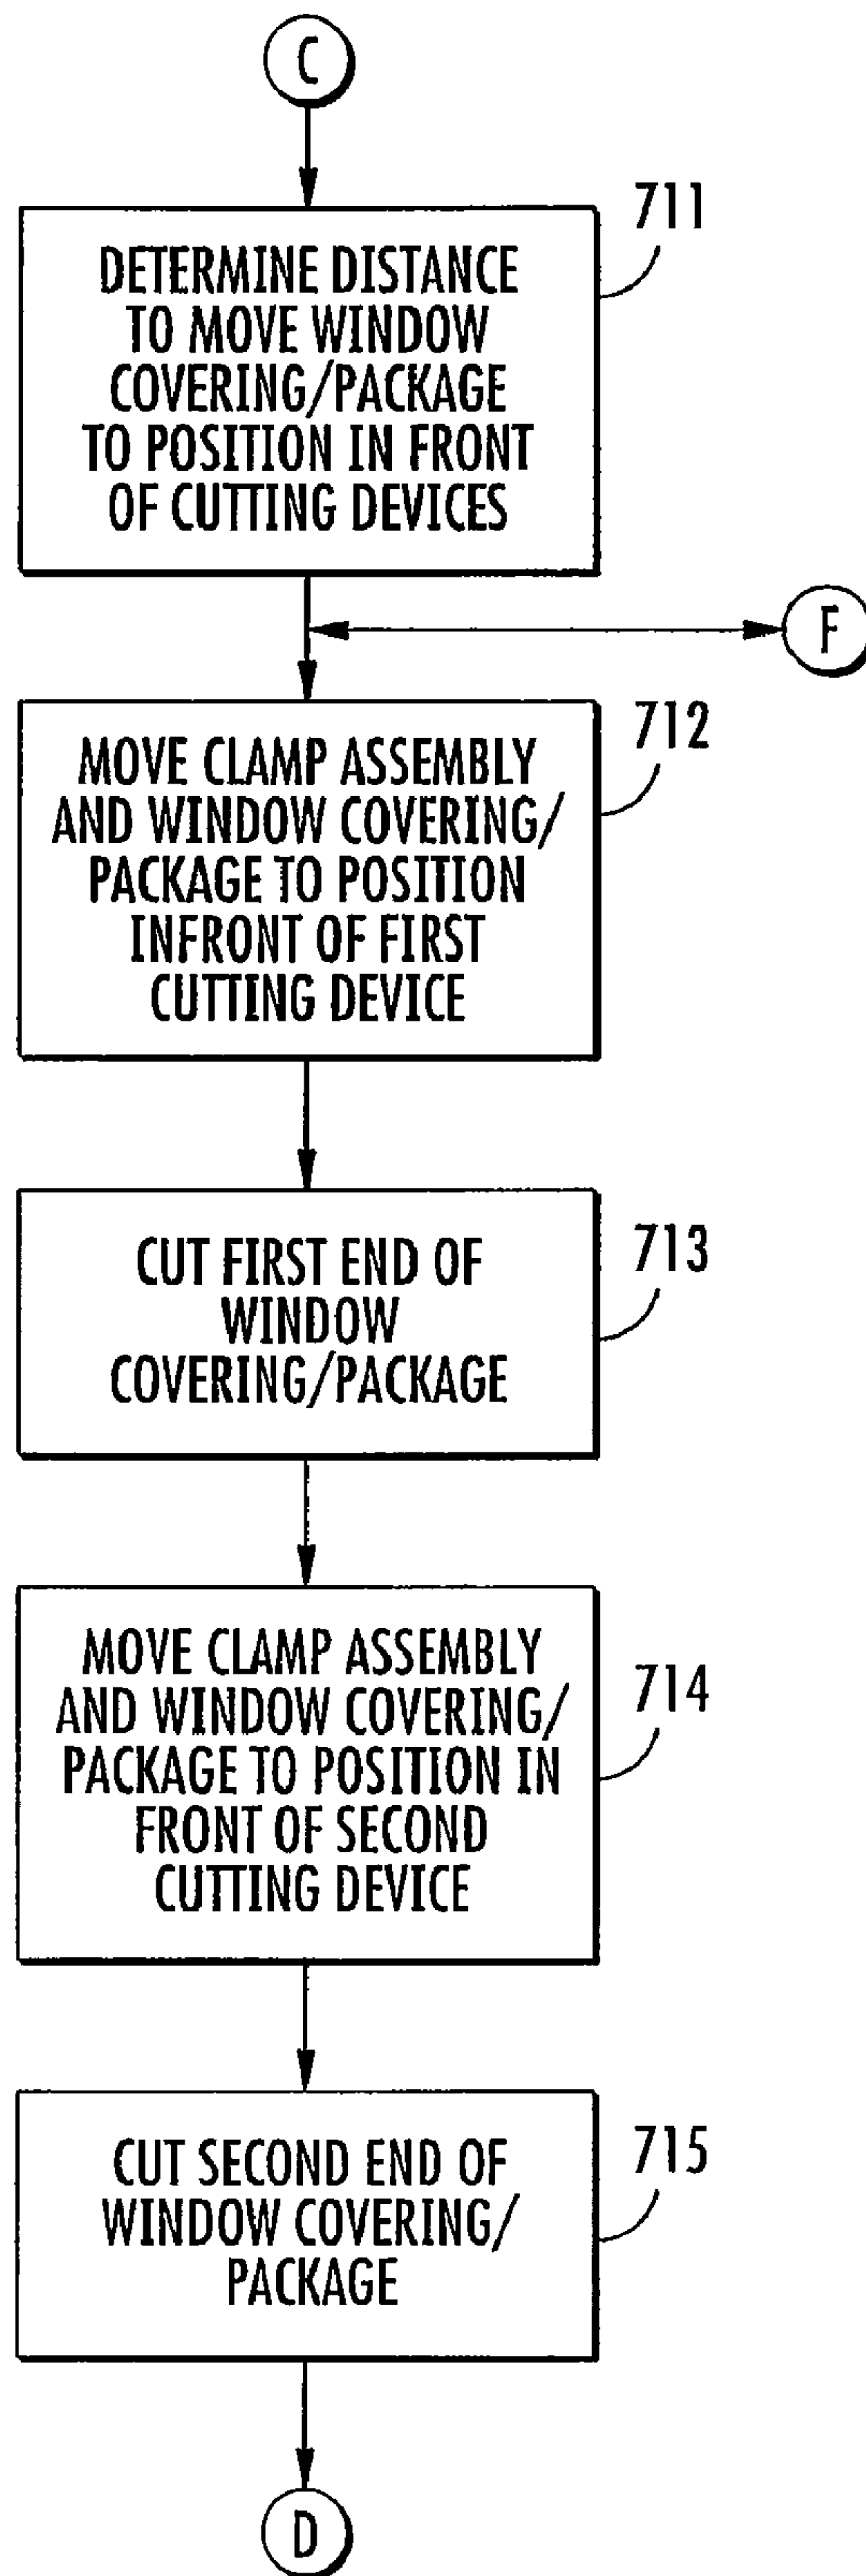 C
711
DETERMINE DISTANCE
TO MOVE WINDOW
COVERING/PACKAGE
TO POSITION IN FRONT
OF CUTTING DEVICES
F
712
MOVE CLAMP ASSEMBLY
AND WINDOW COVERING/
PACKAGE TO POSITION
INFRONT OF FIRST
CUTTING DEVICE
713
CUT FIRST END OF
WINDOW
COVERING/PACKAGE
714
MOVE CLAMP ASSEMBLY
AND WINDOW COVERING/
PACKAGE TO POSITION IN
FRONT OF SECOND
CUTTING DEVICE
715
CUT SECOND END OF
WINDOW COVERING/
PACKAGE
D